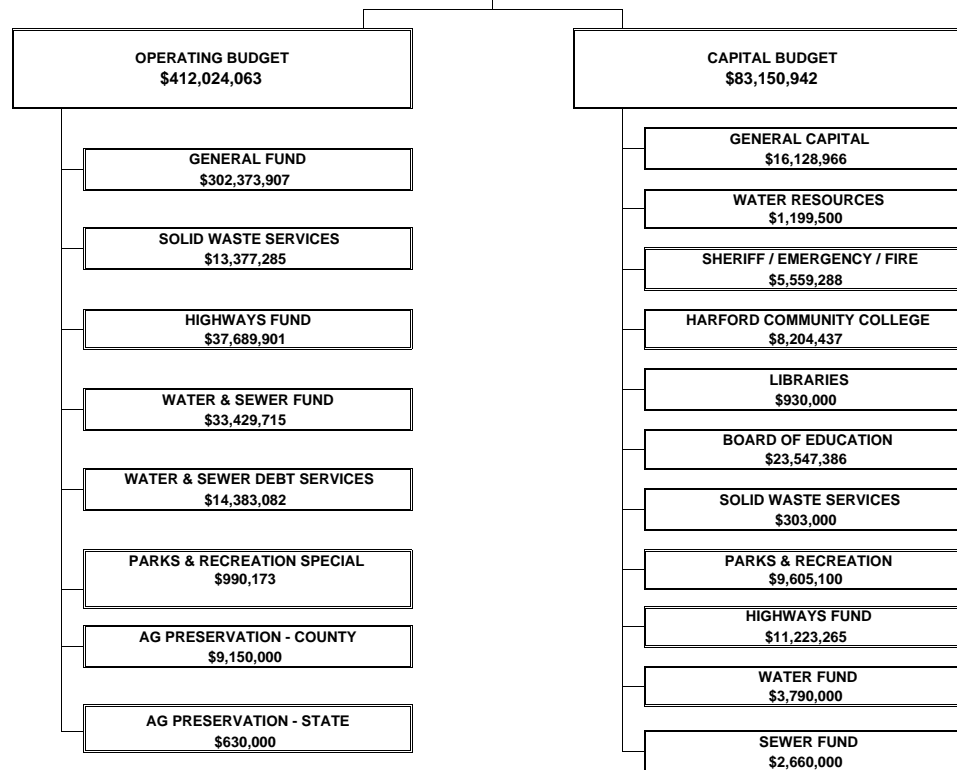 OPERATING BUDGET
$412,024,063
GENERAL FUND
$302,373,907
SOLID WASTE SERVICES
$13,377,285
HIGHWAYS FUND
$37,689,901
WATER & SEWER FUND
$33,429,715
WATER & SEWER DEBT SERVICES
$14,383,082
PARKS & RECREATION SPECIAL
$990,173
AG PRESERVATION - COUNTY
$9,150,000
AG PRESERVATION - STATE
$630,000
CAPITAL BUDGET
$83,150,942
GENERAL CAPITAL
$16,128,966
WATER RESOURCES
$1,199,500
SHERIFF / EMERGENCY / FIRE
$5,559,288
HARFORD COMMUNITY COLLEGE
$8,204,437
LIBRARIES
$930,000
BOARD OF EDUCATION
$23,547,386
SOLID WASTE SERVICES
$303,000
PARKS & RECREATION
$9,605,100
HIGHWAYS FUND
$11,223,265
WATER FUND
$3,790,000
SEWER FUND
$2,660,000